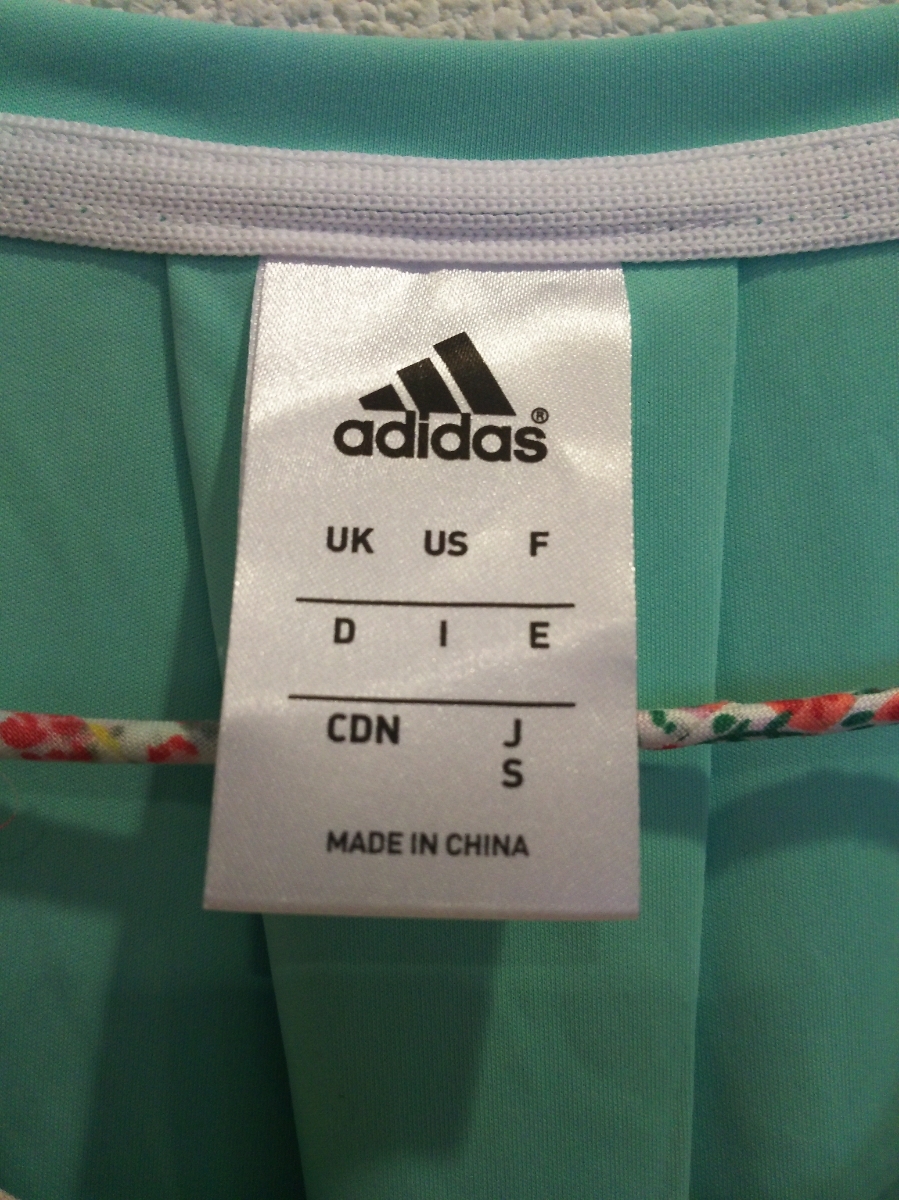 adidas®
UK US F
D I E
CDN J
S
MADE IN CHINA